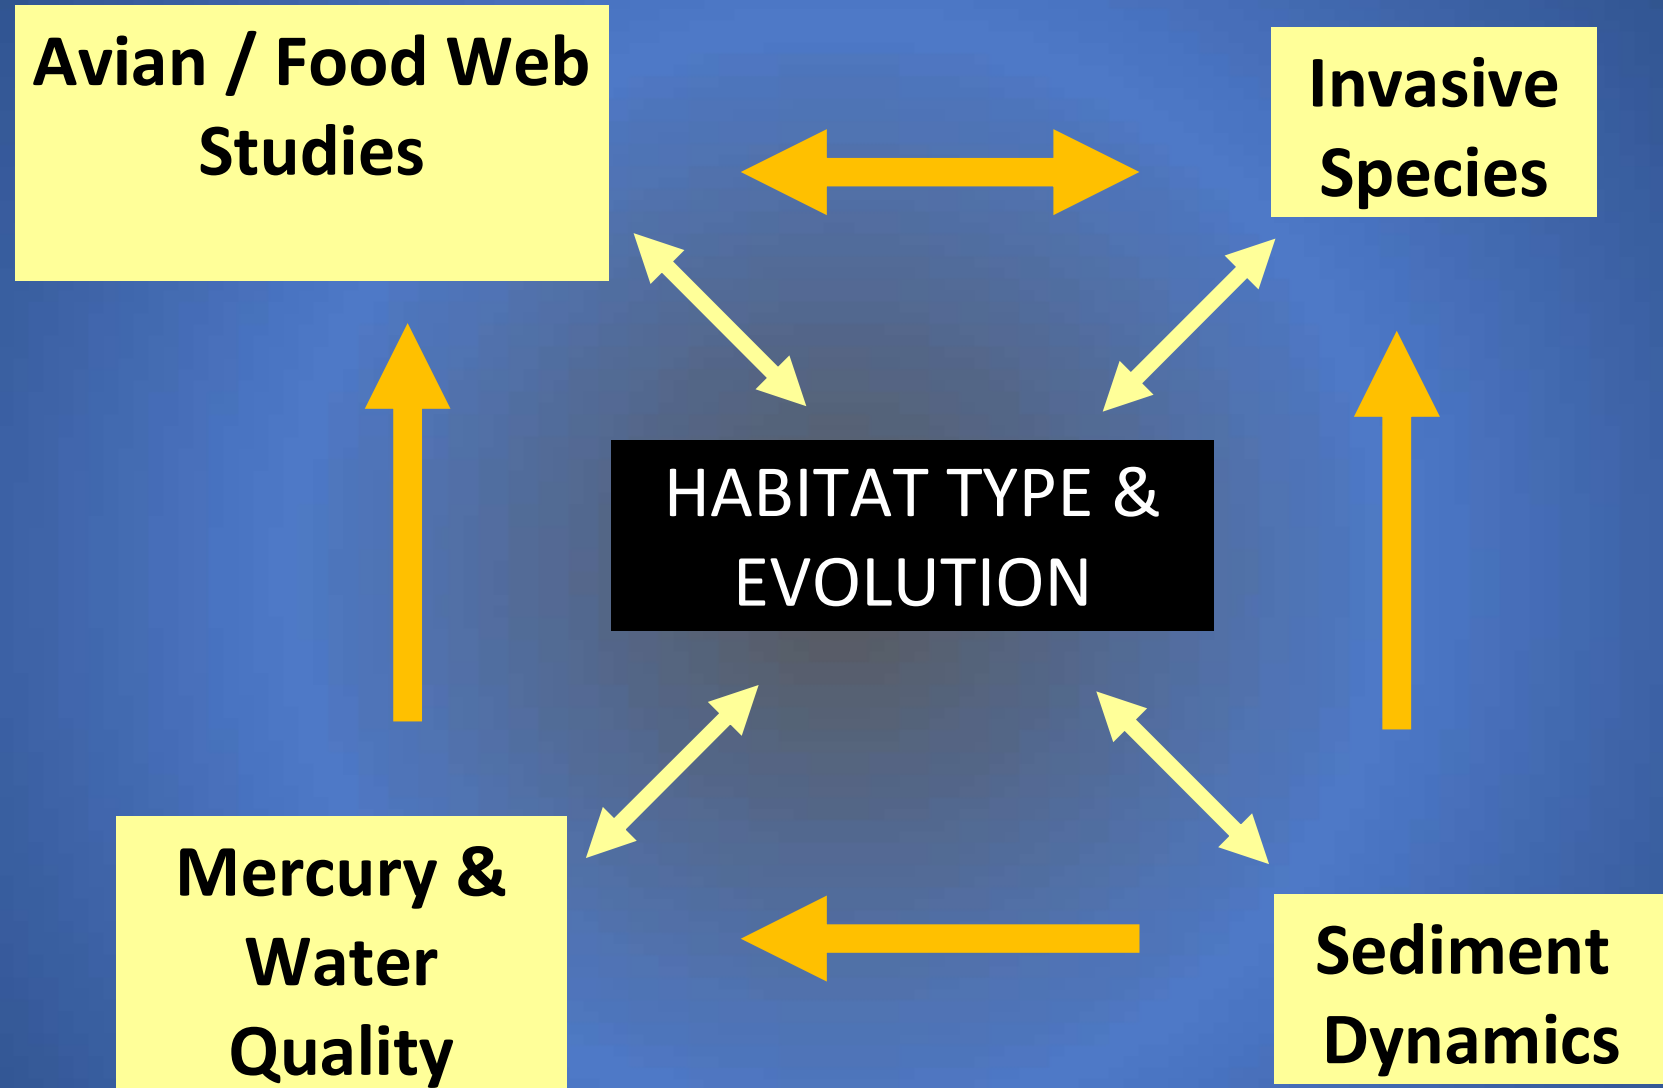 Avian / Food Web
Studies
Invasive
Species
HABITAT TYPE &
EVOLUTION
Mercury &
Water
Quality
Sediment
Dynamics